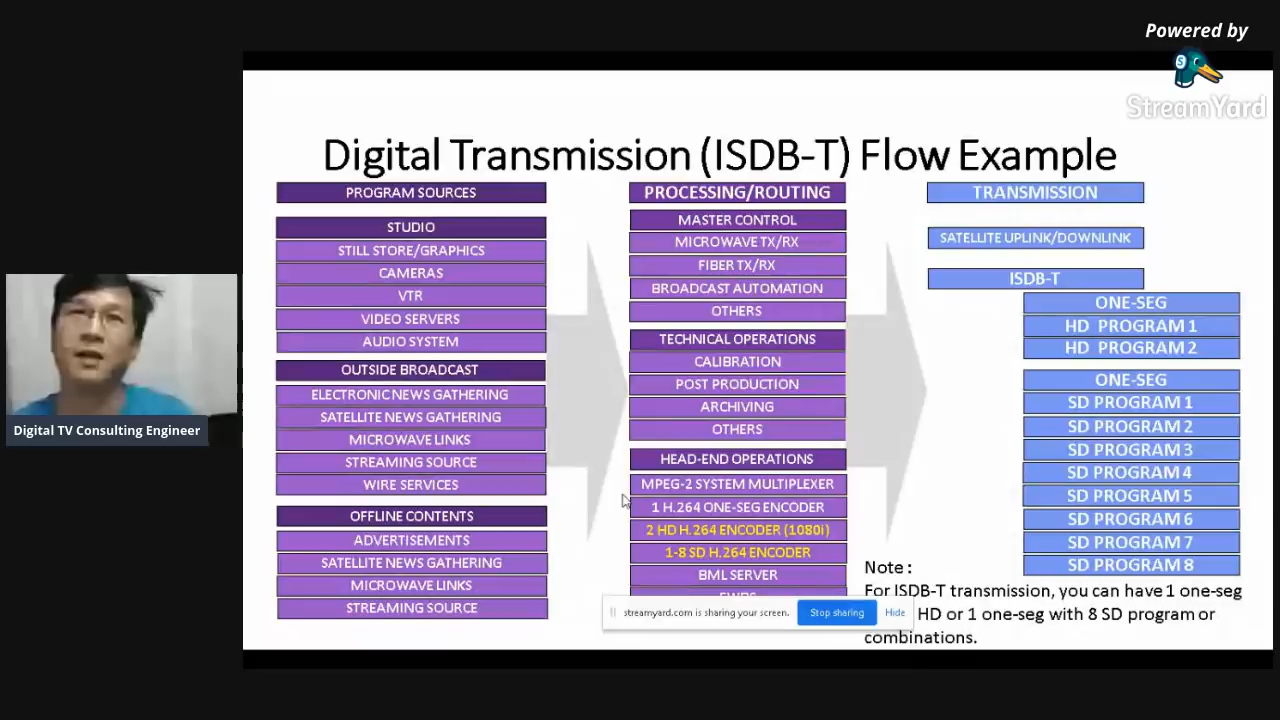 Powered by
StreamYard
Digital Transmission (ISDB-T) Flow Example
PROGRAM SOURCES
STUDIO
STILL STORE/GRAPHICS
CAMERAS
VTR
VIDEO SERVERS
AUDIO SYSTEM
OUTSIDE BROADCAST
ELECTRONIC NEWS GATHERING
SATELLITE NEWS GATHERING
MICROWAVE LINKS
STREAMING SOURCE
WIRE SERVICES
OFFLINE CONTENTS
ADVERTISEMENTS
SATELLITE NEWS GATHERING
MICROWAVE LINKS
STREAMING SOURCE
PROCESSING/ROUTING
MASTER CONTROL
MICROWAVE TX/RX
FIBER TX/RX
BROADCAST AUTOMATION
OTHERS
TECHNICAL OPERATIONS
CALIBRATION
POST PRODUCTION
ARCHIVING
OTHERS
HEAD-END OPERATIONS
MPEG-2 SYSTEM MULTIPLEXER
1 H.264 ONE-SEG ENCODER
2 HD H.264 ENCODER (1080i)
1-8 SD H.264 ENCODER
BML SERVER
TRANSMISSION
SATELLITE UPLINK/DOWNLINK
ISDB-T
ONE-SEG
HD PROGRAM 1
HD PROGRAM 2
ONE-SEG
SD PROGRAM 1
SD PROGRAM 2
SD PROGRAM 3
SD PROGRAM 4
SD PROGRAM 5
SD PROGRAM 6
SD PROGRAM 7
SD PROGRAM 8
Note :
For ISDB-T transmission, you can have 1 one-seg
HD or 1 one-seg with 8 SD program or
combinations.
streamyard.com is sharing your screen.
Stop sharing
Hide
Digital TV Consulting Engineer